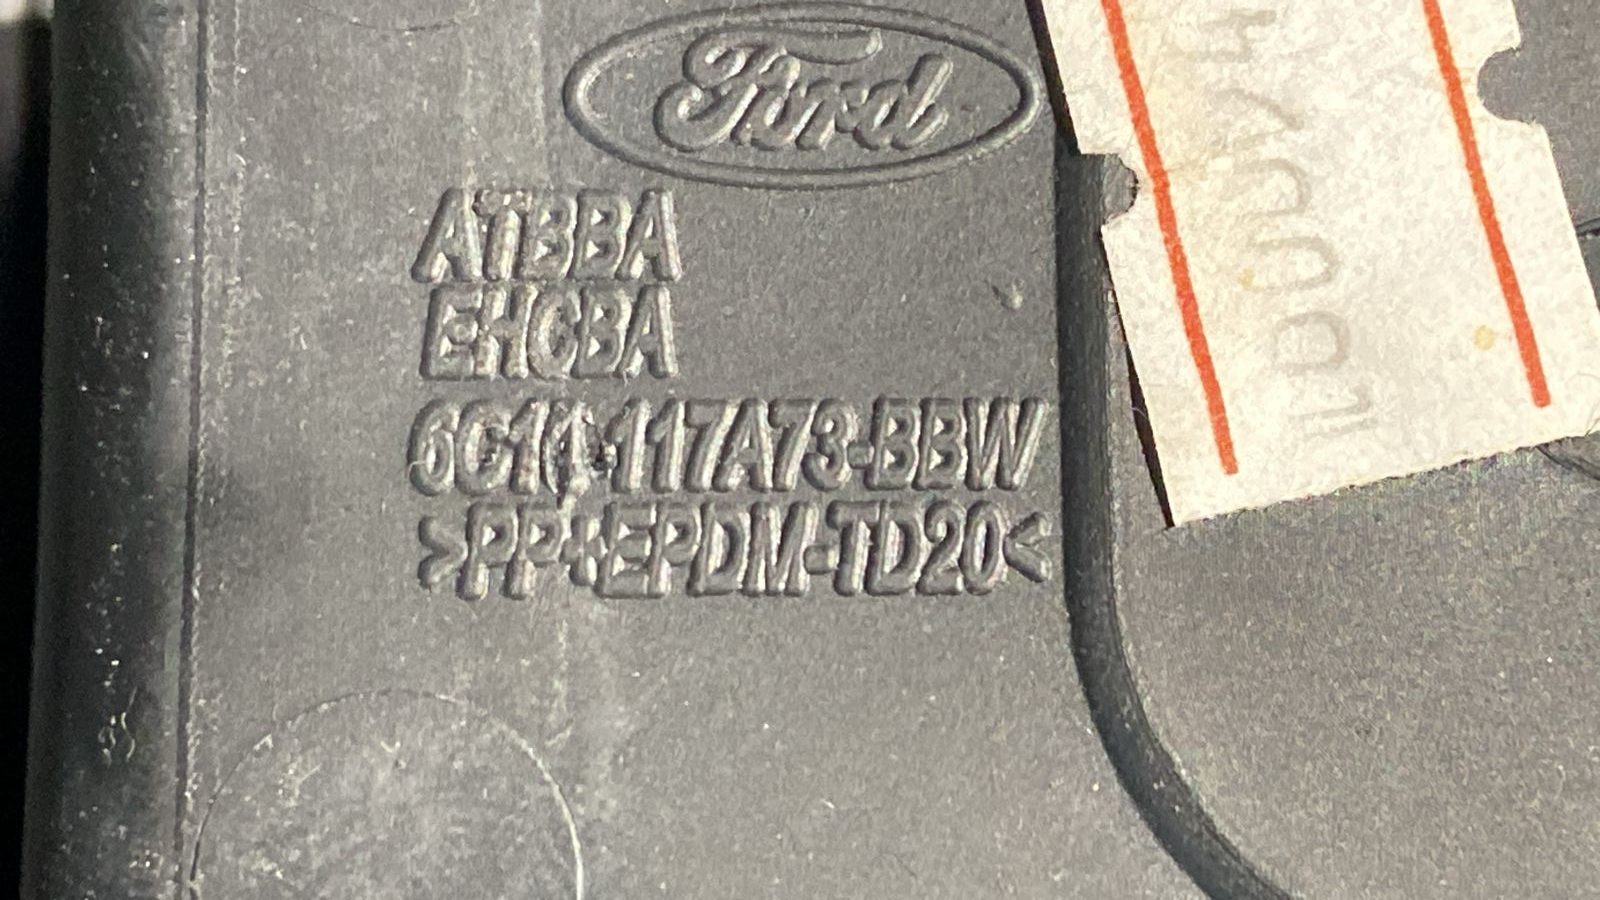 Ford
ATBBA
EHCBA
6C11-117A73-BBW
>PP+EPDM-TD20<